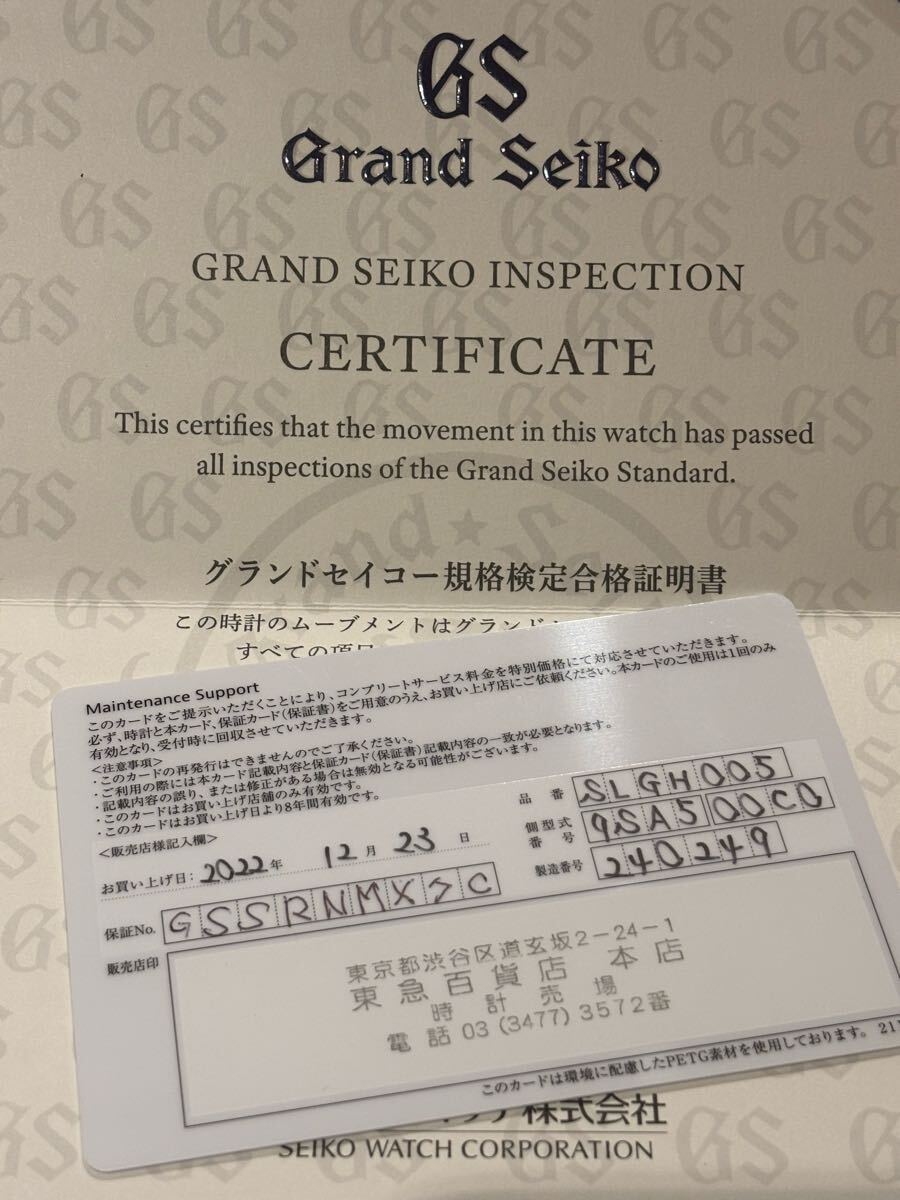 GS
Grand Seiko
GRAND SEIKO INSPECTION
CERTIFICATE
This certifies that the movement in this watch has passed
all inspections of the Grand Seiko Standard.
グランドセイコー規格検定合格証明書
この時計のムーブメントはグランド
すべての項目
Maintenance Support
このカードをご提示いただくことにより、コンプリートサービス料金を特別価格にて対応させていただきます。
必ず、時計と本カード、保証カード(保証書)をご用意のうえ、お買い上げ店にご依頼ください。本カードのご使用は1回のみ
有効となり、受付時に回収させていただきます。
<注意事項>
・このカードの再発行はできませんのでご了承ください。
・ご利用の際には本カード記載内容と保証カード(保証書)記載内容の一致が必要となります。
・記載内容の誤り、または修正がある場合は無効となる可能性がございます。
・このカードはお買い上げ店舗のみ有効です。
・このカードはお買い上げ日より8年間有効です。
<販売店様記入欄>
お買い上げ日: 2022年 12月 23日
品番 SLGH005
側型式番号 9SA5 00C0
製造番号 240249
保証No. GSSRNMX7C
販売店印
東京都渋谷区道玄坂2-24-1
東急百貨店 本店
時計売場
電話 03 (3477) 3572番
このカードは環境に配慮したPETG素材を使用しております。 211
株式会社
SEIKO WATCH CORPORATION